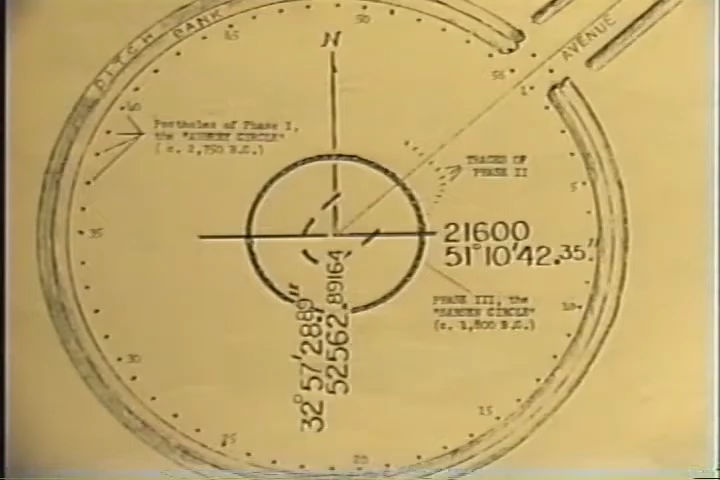 DITCH BANK
AVENUE
N
50
45
40
56
1
5
35
10
30
15
25
20
Postholes of Phase I,
the "AUBREY CIRCLE"
( c. 2,750 B.C.)
TRACES OF
PHASE II
21600
51°10'42.35"
PHASE III, the
"SARSEN CIRCLE"
(c. 1,800 B.C.)
32°57'28.89"
52562.89164